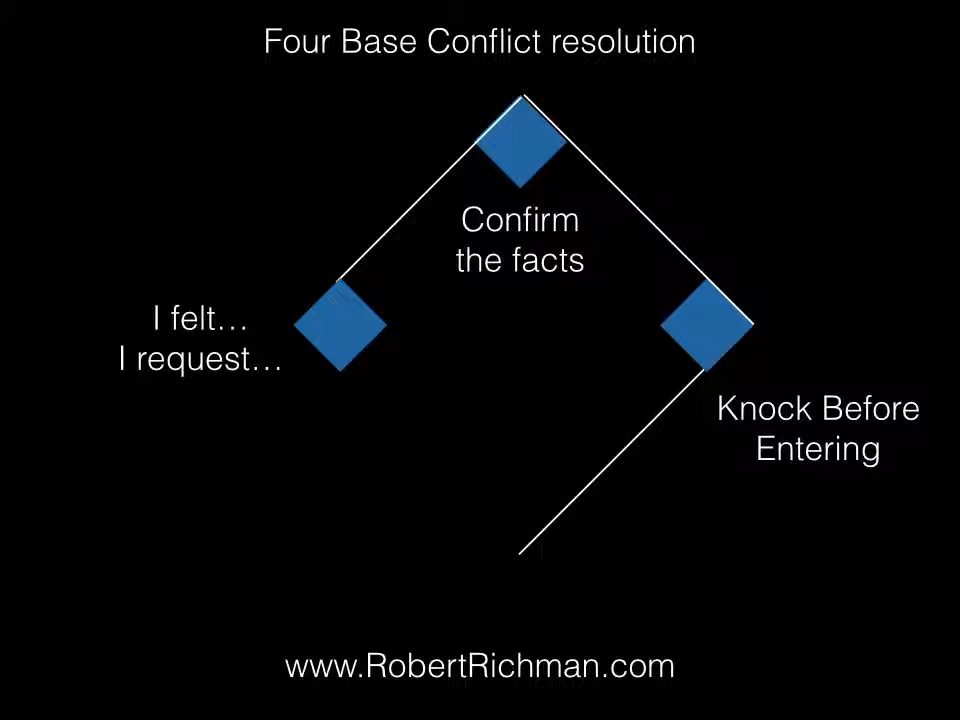 Four Base Conflict resolution
Confirm
the facts
I felt...
I request...
Knock Before
Entering
www.RobertRichman.com